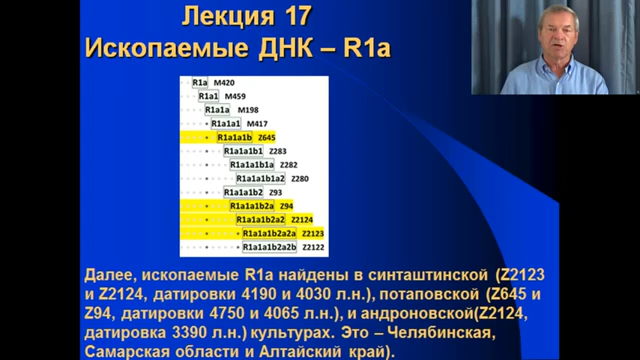 Лекция 17
Ископаемые ДНК – R1a
R1a M420
R1a1 M459
R1a1a M198
R1a1a1 M417
R1a1a1b Z645
R1a1a1b1 Z283
R1a1a1b1a Z282
R1a1a1b1a2 Z280
R1a1a1b2 Z93
R1a1a1b2a Z94
R1a1a1b2a2 Z2124
R1a1a1b2a2a Z2123
R1a1a1b2a2b Z2122
Далее, ископаемые R1a найдены в синташтинской (Z2123
и Z2124, датировки 4190 и 4030 л.н.), потаповской (Z645 и
Z94, датировки 4750 и 4065 л.н.), и андроновской(Z2124,
датировка 3390 л.н.) культурах. Это – Челябинская,
Самарская области и Алтайский край).